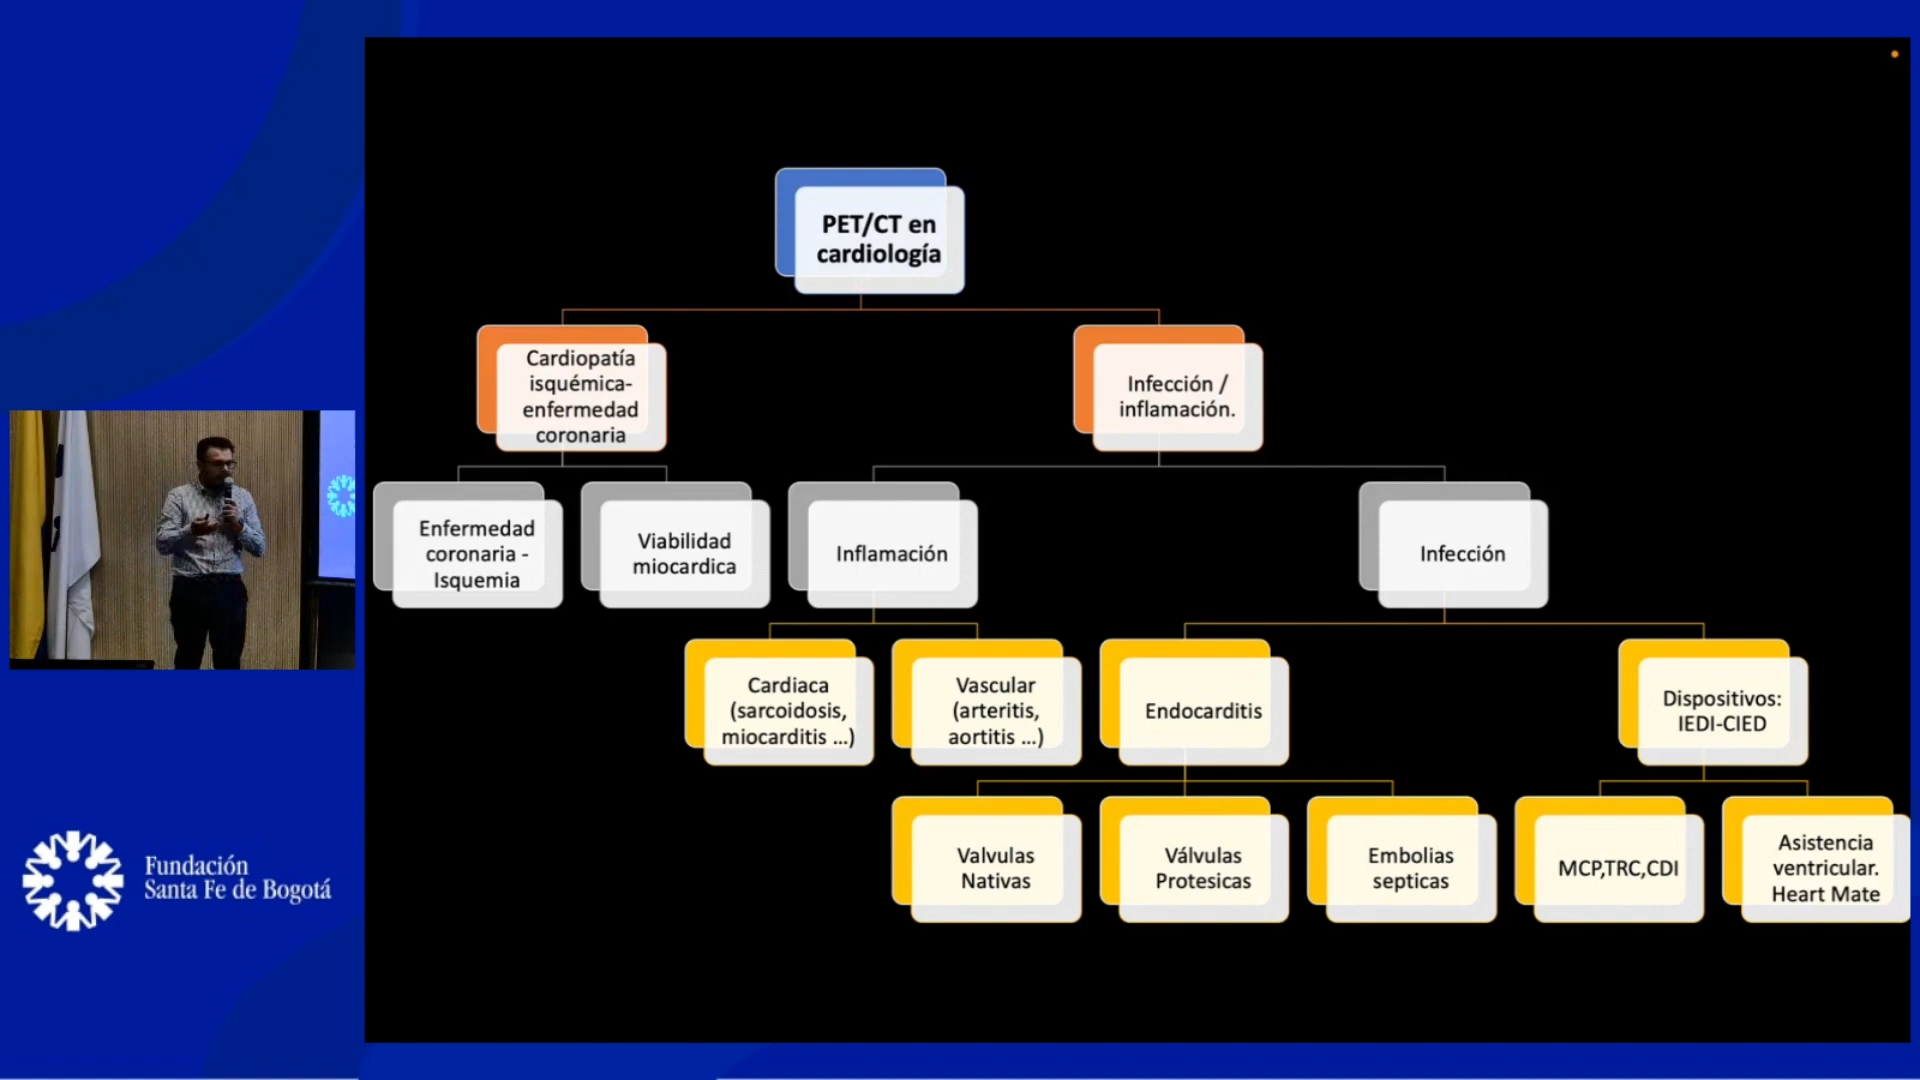 PET/CT en
cardiología
Cardiopatía
isquémica-
enfermedad
coronaria
Infección /
inflamación.
Enfermedad
coronaria -
Isquemia
Viabilidad
miocardica
Inflamación
Infección
Cardiaca
(sarcoidosis,
miocarditis ...)
Vascular
(arteritis,
aortitis ...)
Endocarditis
Dispositivos:
IEDI-CIED
Valvulas
Nativas
Válvulas
Protesicas
Embolias
septicas
MCP,TRC,CDI
Asistencia
ventricular.
Heart Mate
Fundación
Santa Fe de Bogotá